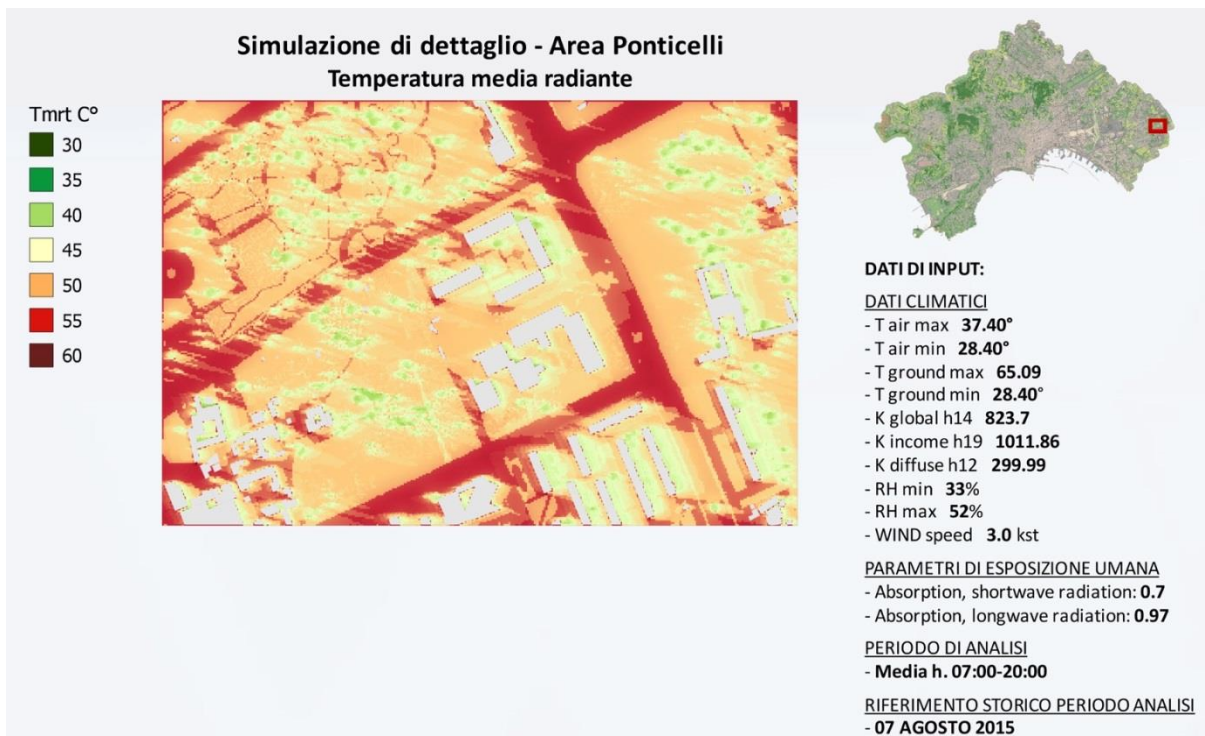 Simulazione di dettaglio - Area Ponticelli
Temperatura media radiante
Tmrt C°
30
35
40
45
50
55
60
DATI DI INPUT:
DATI CLIMATICI
- T air max 37.40°
- T air min 28.40°
- T ground max 65.09
- T ground min 28.40°
- K global h14 823.7
- K income h19 1011.86
- K diffuse h12 299.99
- RH min 33%
- RH max 52%
- WIND speed 3.0 kst
PARAMETRI DI ESPOSIZIONE UMANA
- Absorption, shortwave radiation: 0.7
- Absorption, longwave radiation: 0.97
PERIODO DI ANALISI
- Media h. 07:00-20:00
RIFERIMENTO STORICO PERIODO ANALISI
- 07 AGOSTO 2015